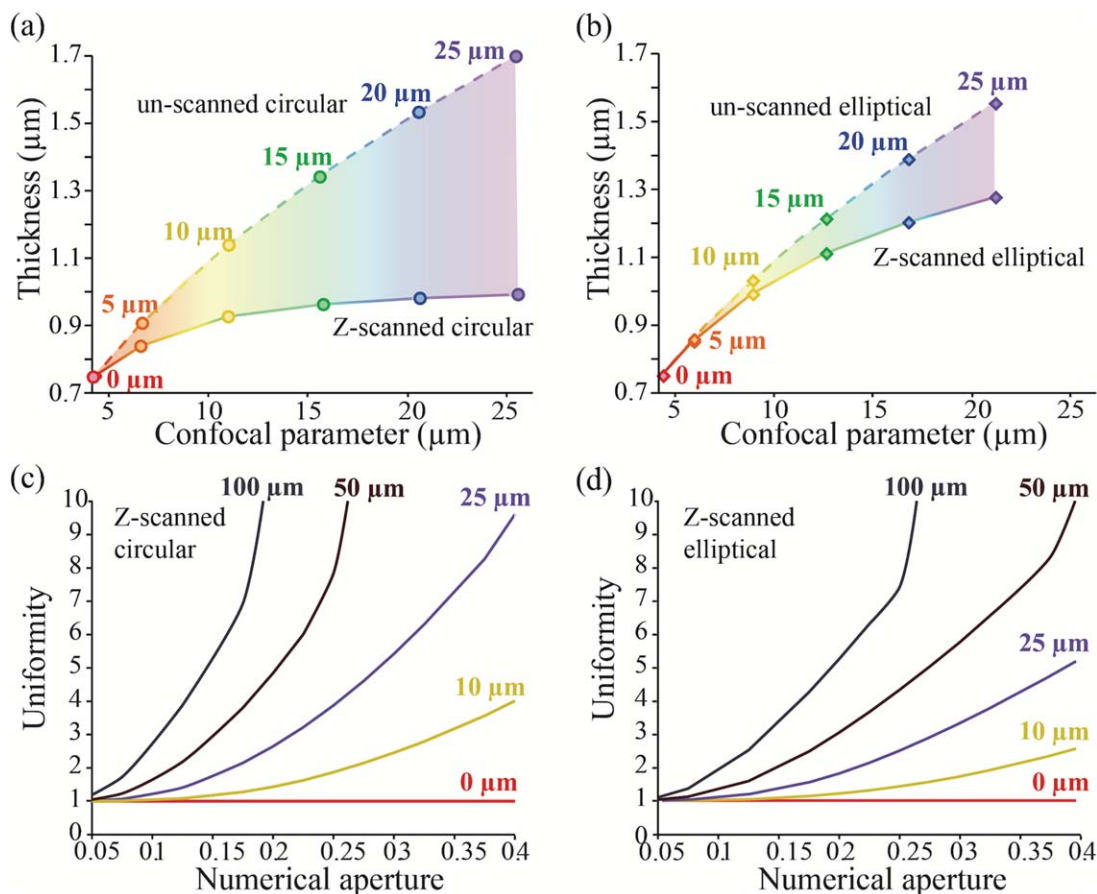 (a)
1.7
1.5
1.3
1.1
0.9
0.7
Thickness (µm)
un-scanned circular
Z-scanned circular
0 µm
5 µm
10 µm
15 µm
20 µm
25 µm
5
10
15
20
25
Confocal parameter (µm)
(b)
1.7
1.5
1.3
1.1
0.9
0.7
Thickness (µm)
un-scanned elliptical
Z-scanned elliptical
0 µm
5 µm
10 µm
15 µm
20 µm
25 µm
5
10
15
20
25
Confocal parameter (µm)
(c)
10
9
8
7
6
5
4
3
2
1
0
Uniformity
Z-scanned
circular
100 µm
50 µm
25 µm
10 µm
0 µm
0.05
0.1
0.15
0.2
0.25
0.3
0.35
0.4
Numerical aperture
(d)
10
9
8
7
6
5
4
3
2
1
0
Uniformity
Z-scanned
elliptical
100 µm
50 µm
25 µm
10 µm
0 µm
0.05
0.1
0.15
0.2
0.25
0.3
0.35
0.4
Numerical aperture